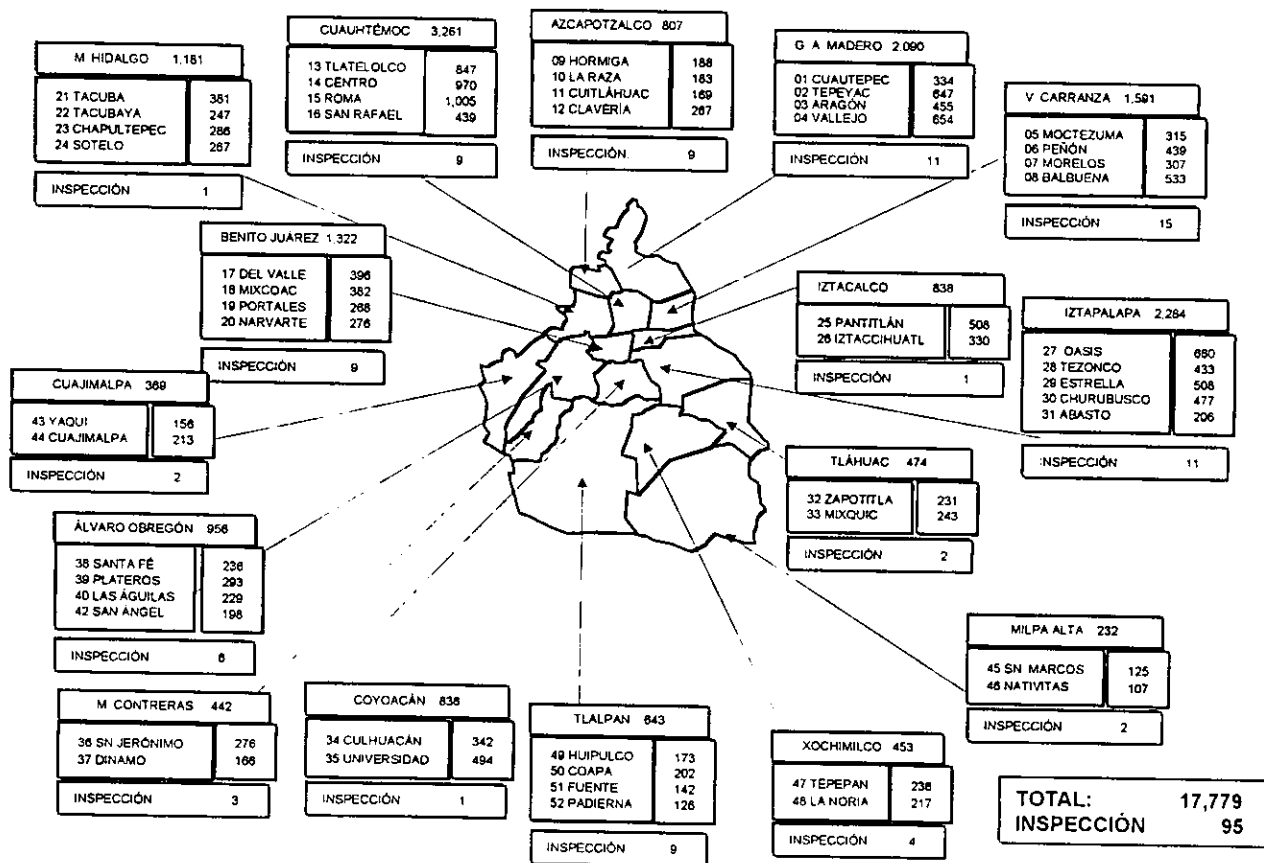 M HIDALGO 1,181
21 TACUBA 381
22 TACUBAYA 247
23 CHAPULTEPEC 286
24 SOTELO 267
INSPECCIÓN 1
CUAUHTÉMOC 3,261
13 TLATELOLCO 847
14 CENTRO 970
15 ROMA 1,005
16 SAN RAFAEL 439
INSPECCIÓN 9
AZCAPOTZALCO 807
09 HORMIGA 188
10 LA RAZA 183
11 CUITLÁHUAC 169
12 CLAVERÍA 267
INSPECCIÓN. 9
G A MADERO 2,090
01 CUAUTEPEC 334
02 TEPEYAC 647
03 ARAGÓN 455
04 VALLEJO 654
INSPECCIÓN 11
V CARRANZA 1,591
05 MOCTEZUMA 315
06 PEÑÓN 439
07 MORELOS 307
08 BALBUENA 533
INSPECCIÓN 15
BENITO JUÁREZ 1,322
17 DEL VALLE 396
18 MIXCOAC 382
19 PORTALES 268
20 NARVARTE 276
INSPECCIÓN 9
IZTACALCO 838
25 PANTITLÁN 508
26 IZTACCIHUATL 330
INSPECCIÓN 1
IZTAPALAPA 2,284
27 OASIS 660
28 TEZONCO 433
29 ESTRELLA 508
30 CHURUBUSCO 477
31 ABASTO 206
INSPECCIÓN 11
CUAJIMALPA 369
43 YAQUI 156
44 CUAJIMALPA 213
INSPECCIÓN 2
TLÁHUAC 474
32 ZAPOTITLA 231
33 MIXQUIC 243
INSPECCIÓN 2
ÁLVARO OBREGÓN 956
38 SANTA FÉ 236
39 PLATEROS 293
40 LAS ÁGUILAS 229
42 SAN ÁNGEL 198
INSPECCIÓN 6
MILPA ALTA 232
45 SN MARCOS 125
46 NATIVITAS 107
INSPECCIÓN 2
M CONTRERAS 442
36 SN JERÓNIMO 276
37 DINAMO 166
INSPECCIÓN 3
COYOACÁN 836
34 CULHUACÁN 342
35 UNIVERSIDAD 494
INSPECCIÓN 1
TLALPAN 643
49 HUIPULCO 173
50 COAPA 202
51 FUENTE 142
52 PADIERNA 126
INSPECCIÓN 9
XOCHIMILCO 453
47 TEPEPAN 236
48 LA NORIA 217
INSPECCIÓN 4
TOTAL: 17,779
INSPECCIÓN 95